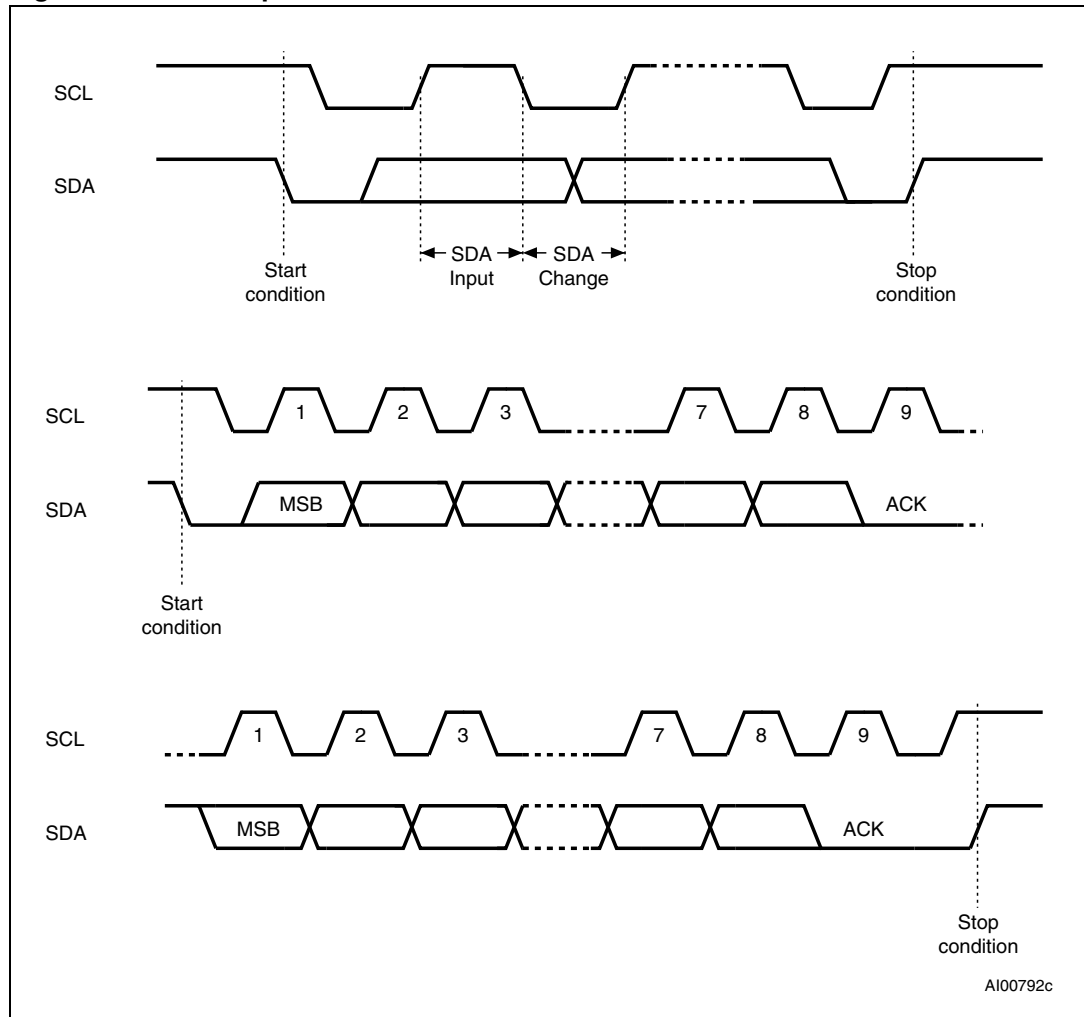 SCL
SDA
SDA
Input
SDA
Change
Start
condition
Stop
condition
SCL
1
2
3
7
8
9
SDA
MSB
ACK
Start
condition
SCL
1
2
3
7
8
9
SDA
MSB
ACK
Stop
condition
AI00792c